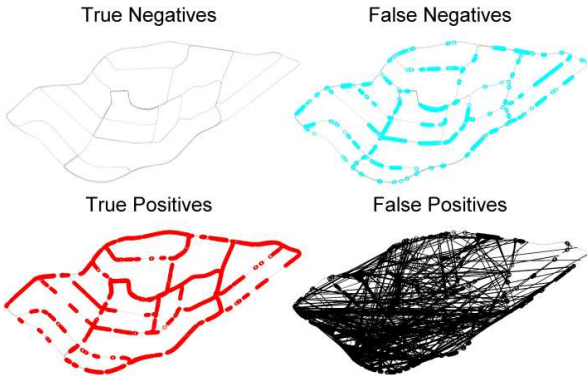 True Negatives
False Negatives
True Positives
False Positives